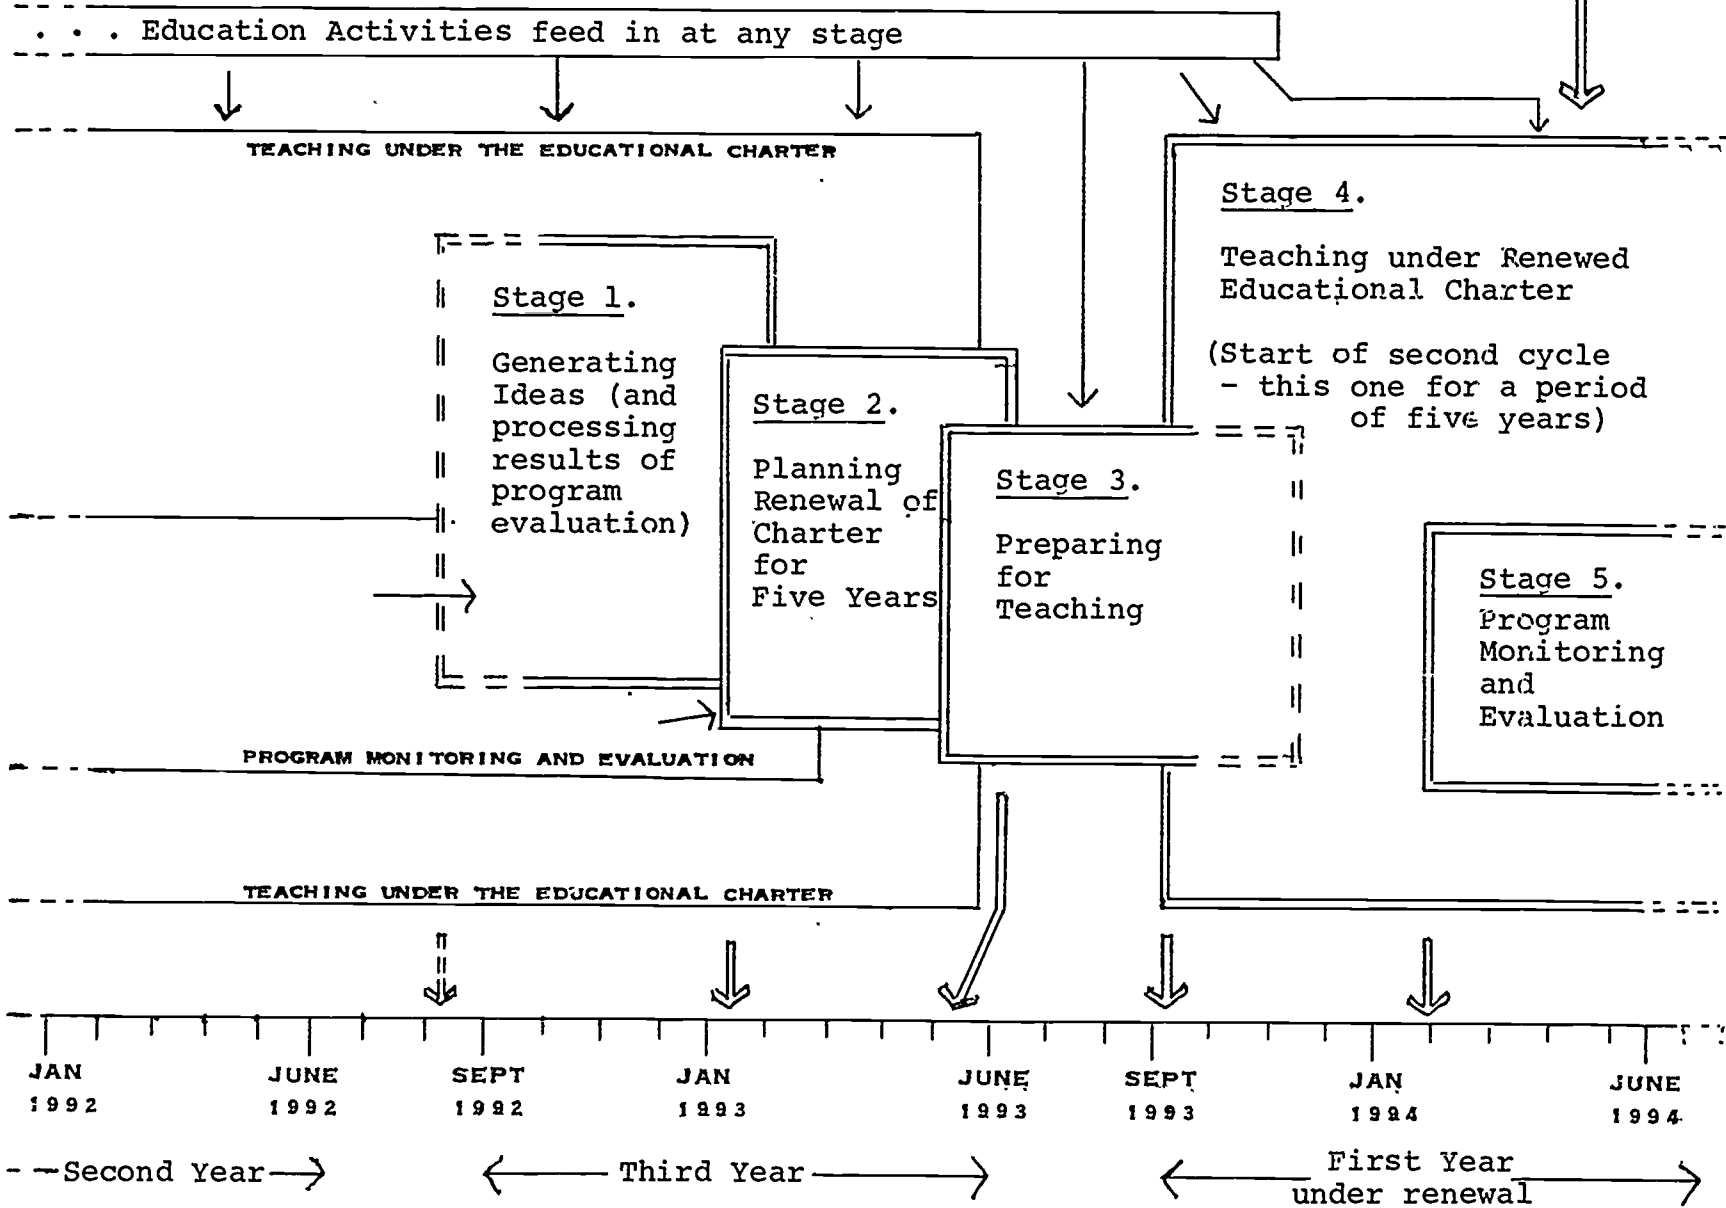 . . . Education Activities feed in at any stage
TEACHING UNDER THE EDUCATIONAL CHARTER
Stage 1.
Generating
Ideas (and
processing
results of
program
evaluation)
Stage 2.
Planning
Renewal of
Charter
for
Five Years
Stage 3.
Preparing
for
Teaching
Stage 4.
Teaching under Renewed
Educational Charter
(Start of second cycle
- this one for a period
of five years)
Stage 5.
Program
Monitoring
and
Evaluation
PROGRAM MONITORING AND EVALUATION
TEACHING UNDER THE EDUCATIONAL CHARTER
JAN
1992
JUNE
1992
SEPT
1992
JAN
1993
JUNE
1993
SEPT
1993
JAN
1994
JUNE
1994
Second Year
Third Year
First Year
under renewal